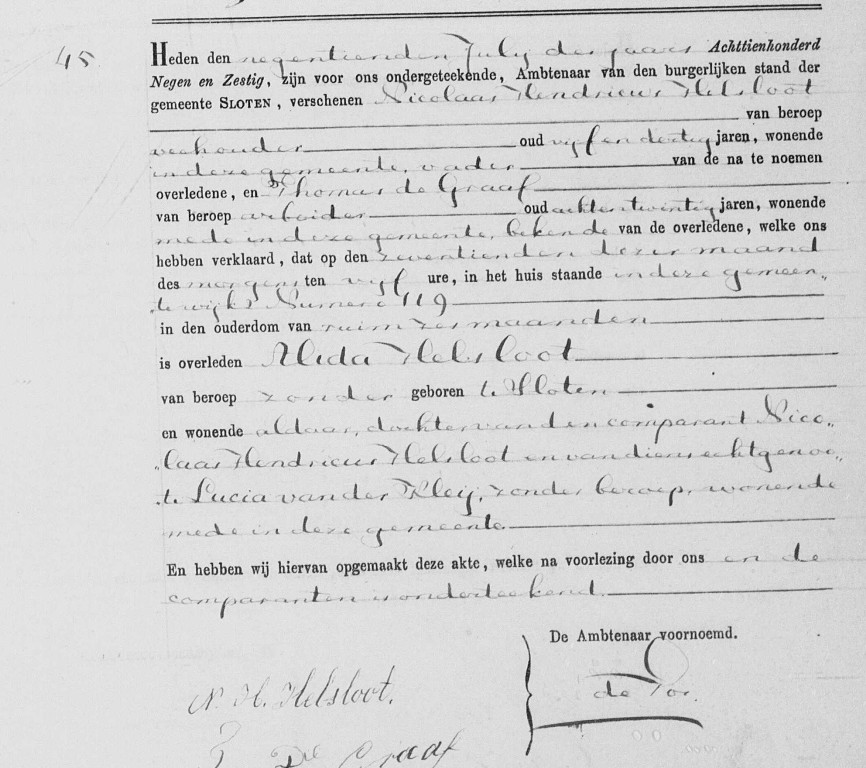 45
Heden den negentienden July des jaars Achttienhonderd
Negen en Zestig, zijn voor ons ondergeteekende, Ambtenaar van den burgerlijken stand der
gemeente SLOTEN, verschenen Nicolaas Hendricus Helsloot
van beroep
veehouder oud vyf en dertig jaren, wonende
in deze gemeente, vader van de na te noemen
overledene, en Thomas de Graaf
van beroep arbeider oud acht en twintig jaren, wonende
mede in deze gemeente, bekende van de overledene, welke ons
hebben verklaard, dat op den zeventienden dezer maand
des morgens ten vyf ure, in het huis staande in deze gemeen„
„te wijk Numero 119
in den ouderdom van ruim zes maanden
is overleden Alida Helsloot
van beroep zonder geboren te Sloten
en wonende aldaar, dochter van den comparant Nico„
„laas Hendricus Helsloot en van diens echtgenoo„
„te Lucia van der Kleij, zonder beroep, wonende
mede in deze gemeente.
En hebben wij hiervan opgemaakt deze akte, welke na voorlezing door ons en de
comparanten is onderteekend.
De Ambtenaar voornoemd.
N. H. Helsloot.
De Graaf